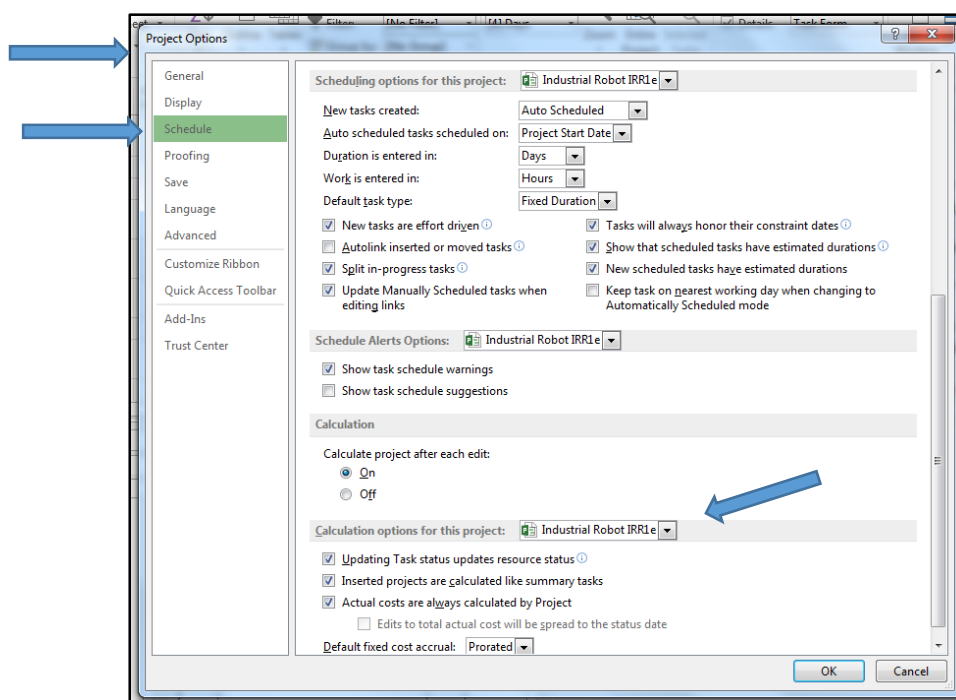 Filter: [No Filter] [4] Days Details Task Form
Project Options
General
Display
Schedule
Proofing
Save
Language
Advanced
Customize Ribbon
Quick Access Toolbar
Add-Ins
Trust Center
Scheduling options for this project: Industrial Robot IRR1e
New tasks created: Auto Scheduled
Auto scheduled tasks scheduled on: Project Start Date
Duration is entered in: Days
Work is entered in: Hours
Default task type: Fixed Duration
New tasks are effort driven
Tasks will always honor their constraint dates
Autolink inserted or moved tasks
Show that scheduled tasks have estimated durations
Split in-progress tasks
New scheduled tasks have estimated durations
Update Manually Scheduled tasks when
editing links
Keep task on nearest working day when changing to
Automatically Scheduled mode
Schedule Alerts Options: Industrial Robot IRR1e
Show task schedule warnings
Show task schedule suggestions
Calculation
Calculate project after each edit:
On
Off
Calculation options for this project: Industrial Robot IRR1e
Updating Task status updates resource status
Inserted projects are calculated like summary tasks
Actual costs are always calculated by Project
Edits to total actual cost will be spread to the status date
Default fixed cost accrual: Prorated
OK Cancel